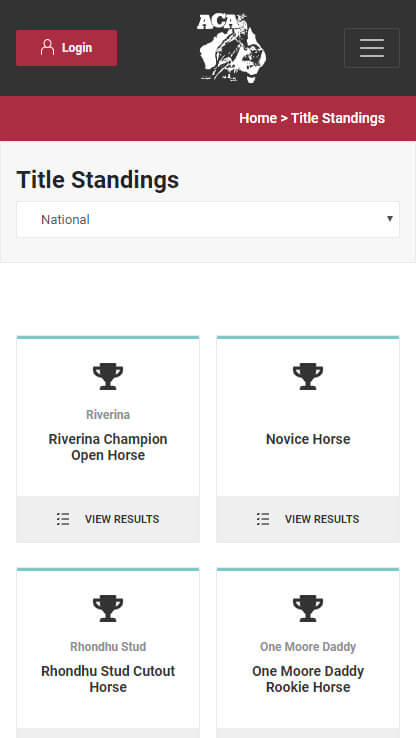 ACA
Login
Home > Title Standings
Title Standings
National
Riverina
Riverina Champion
Open Horse
VIEW RESULTS
Novice Horse
VIEW RESULTS
Rhondhu Stud
Rhondhu Stud Cutout
Horse
One Moore Daddy
One Moore Daddy
Rookie Horse